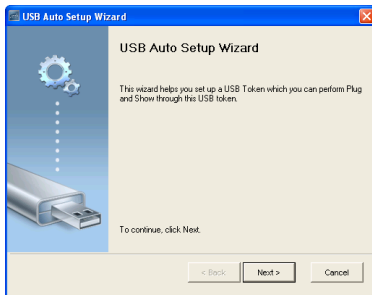 USB Auto Setup Wizard
USB Auto Setup Wizard
This wizard helps you set up a USB Token which you can perform Plug
and Show through this USB token.
To continue, click Next.
< Back
Next >
Cancel